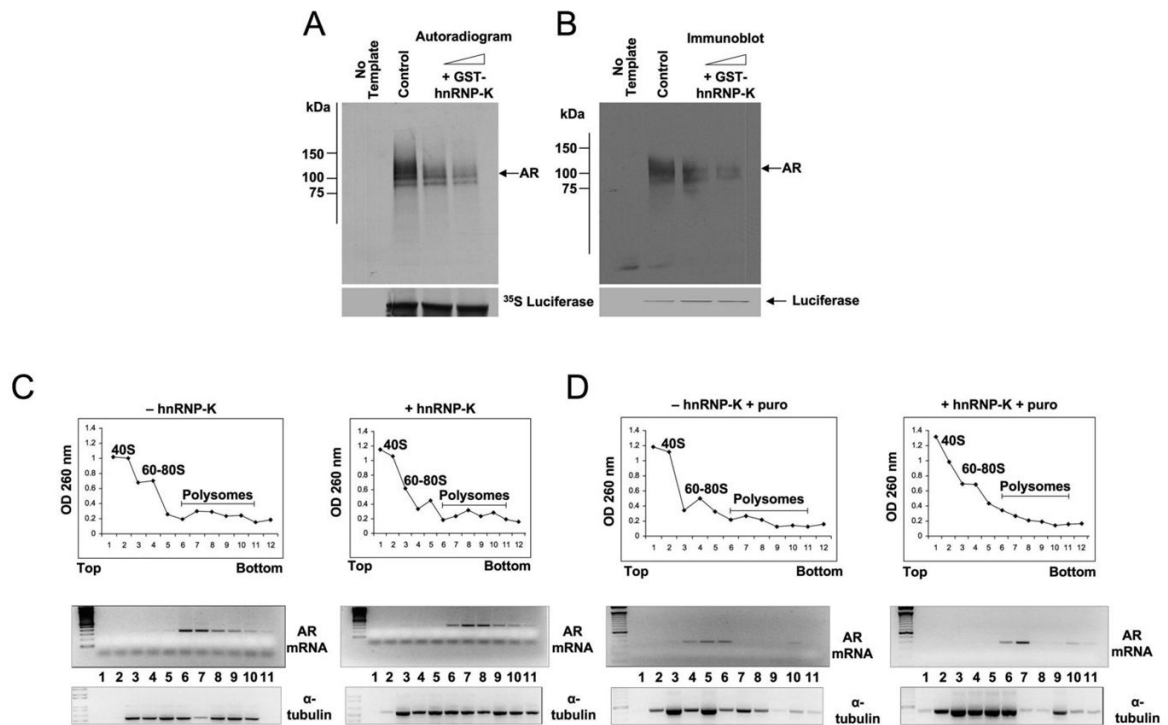 A
Autoradiogram
No
Template
Control
+ GST-
hnRNP-K
kDa
150
100
75
AR
³⁵S Luciferase
B
Immunoblot
No
Template
Control
+ GST-
hnRNP-K
kDa
150
100
75
AR
Luciferase
C
– hnRNP-K
OD 260 nm
1.4
1.2
1
0.8
0.6
0.4
0.2
0
40S
60-80S
Polysomes
1 2 3 4 5 6 7 8 9 10 11 12
Top Bottom
AR
mRNA
1 2 3 4 5 6 7 8 9 10 11
α-
tubulin
+ hnRNP-K
OD 260 nm
1.4
1.2
1
0.8
0.6
0.4
0.2
0
40S
60-80S
Polysomes
1 2 3 4 5 6 7 8 9 10 11 12
Top Bottom
AR
mRNA
1 2 3 4 5 6 7 8 9 10 11
α-
tubulin
D
– hnRNP-K + puro
OD 260 nm
1.4
1.2
1
0.8
0.6
0.4
0.2
0
40S
60-80S
Polysomes
1 2 3 4 5 6 7 8 9 10 11 12
Top Bottom
AR
mRNA
1 2 3 4 5 6 7 8 9 10 11
α-
tubulin
+ hnRNP-K + puro
OD 260 nm
1.4
1.2
1
0.8
0.6
0.4
0.2
0
40S
60-80S
Polysomes
1 2 3 4 5 6 7 8 9 10 11 12
Top Bottom
AR
mRNA
1 2 3 4 5 6 7 8 9 10 11
α-
tubulin